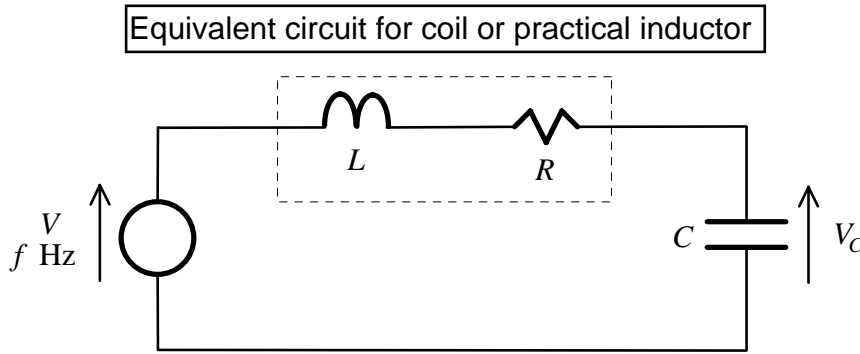 Equivalent circuit for coil or practical inductor
L
R
V
f Hz
C
V_C